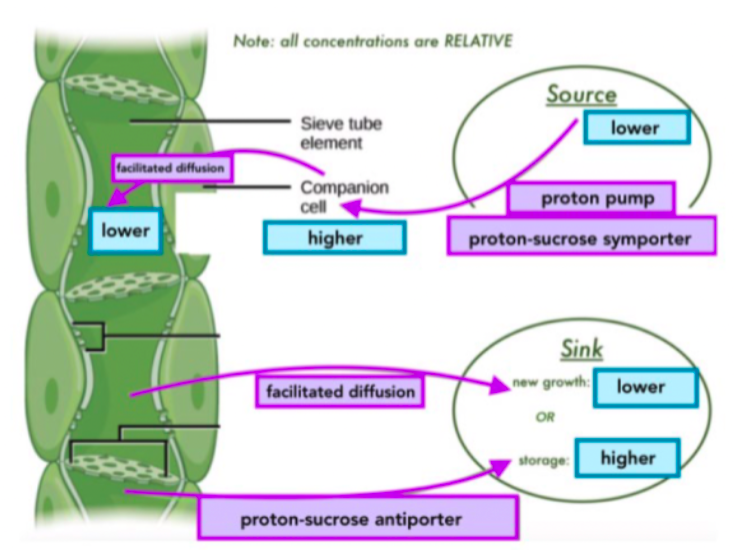 Note: all concentrations are RELATIVE
Source
lower
Sieve tube
element
facilitated diffusion
Companion
cell
proton pump
lower
higher
proton-sucrose symporter
Sink
new growth: lower
facilitated diffusion
OR
storage: higher
proton-sucrose antiporter